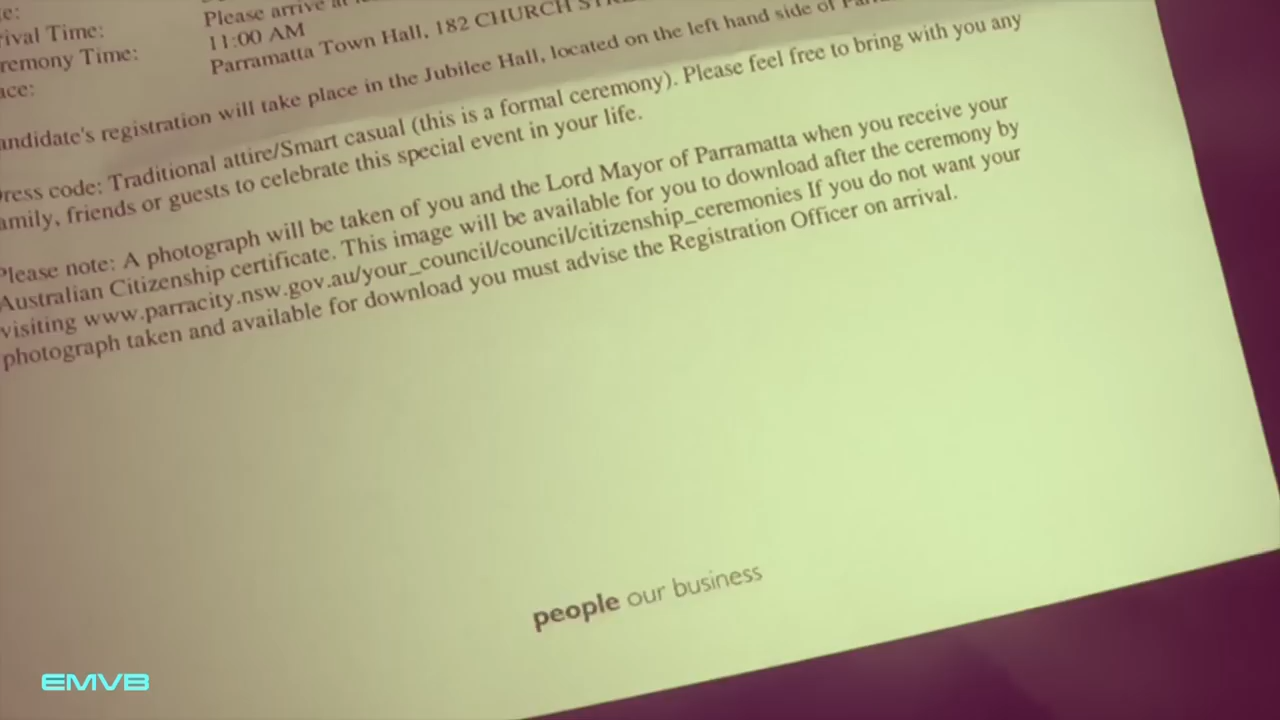 Please arrive at
rival Time:
11:00 AM
remony Time:
Parramatta Town Hall, 182 CHURCH
ace:
andidate's registration will take place in the Jubilee Hall, located on the left hand side of
ress code: Traditional attire/Smart casual (this is a formal ceremony). Please feel free to bring with you any
amily, friends or guests to celebrate this special event in your life.
Please note: A photograph will be taken of you and the Lord Mayor of Parramatta when you receive your
Australian Citizenship certificate. This image will be available for you to download after the ceremony by
visiting www.parracity.nsw.gov.au/your_council/council/citizenship_ceremonies If you do not want your
photograph taken and available for download you must advise the Registration Officer on arrival.
people our business
EMVB